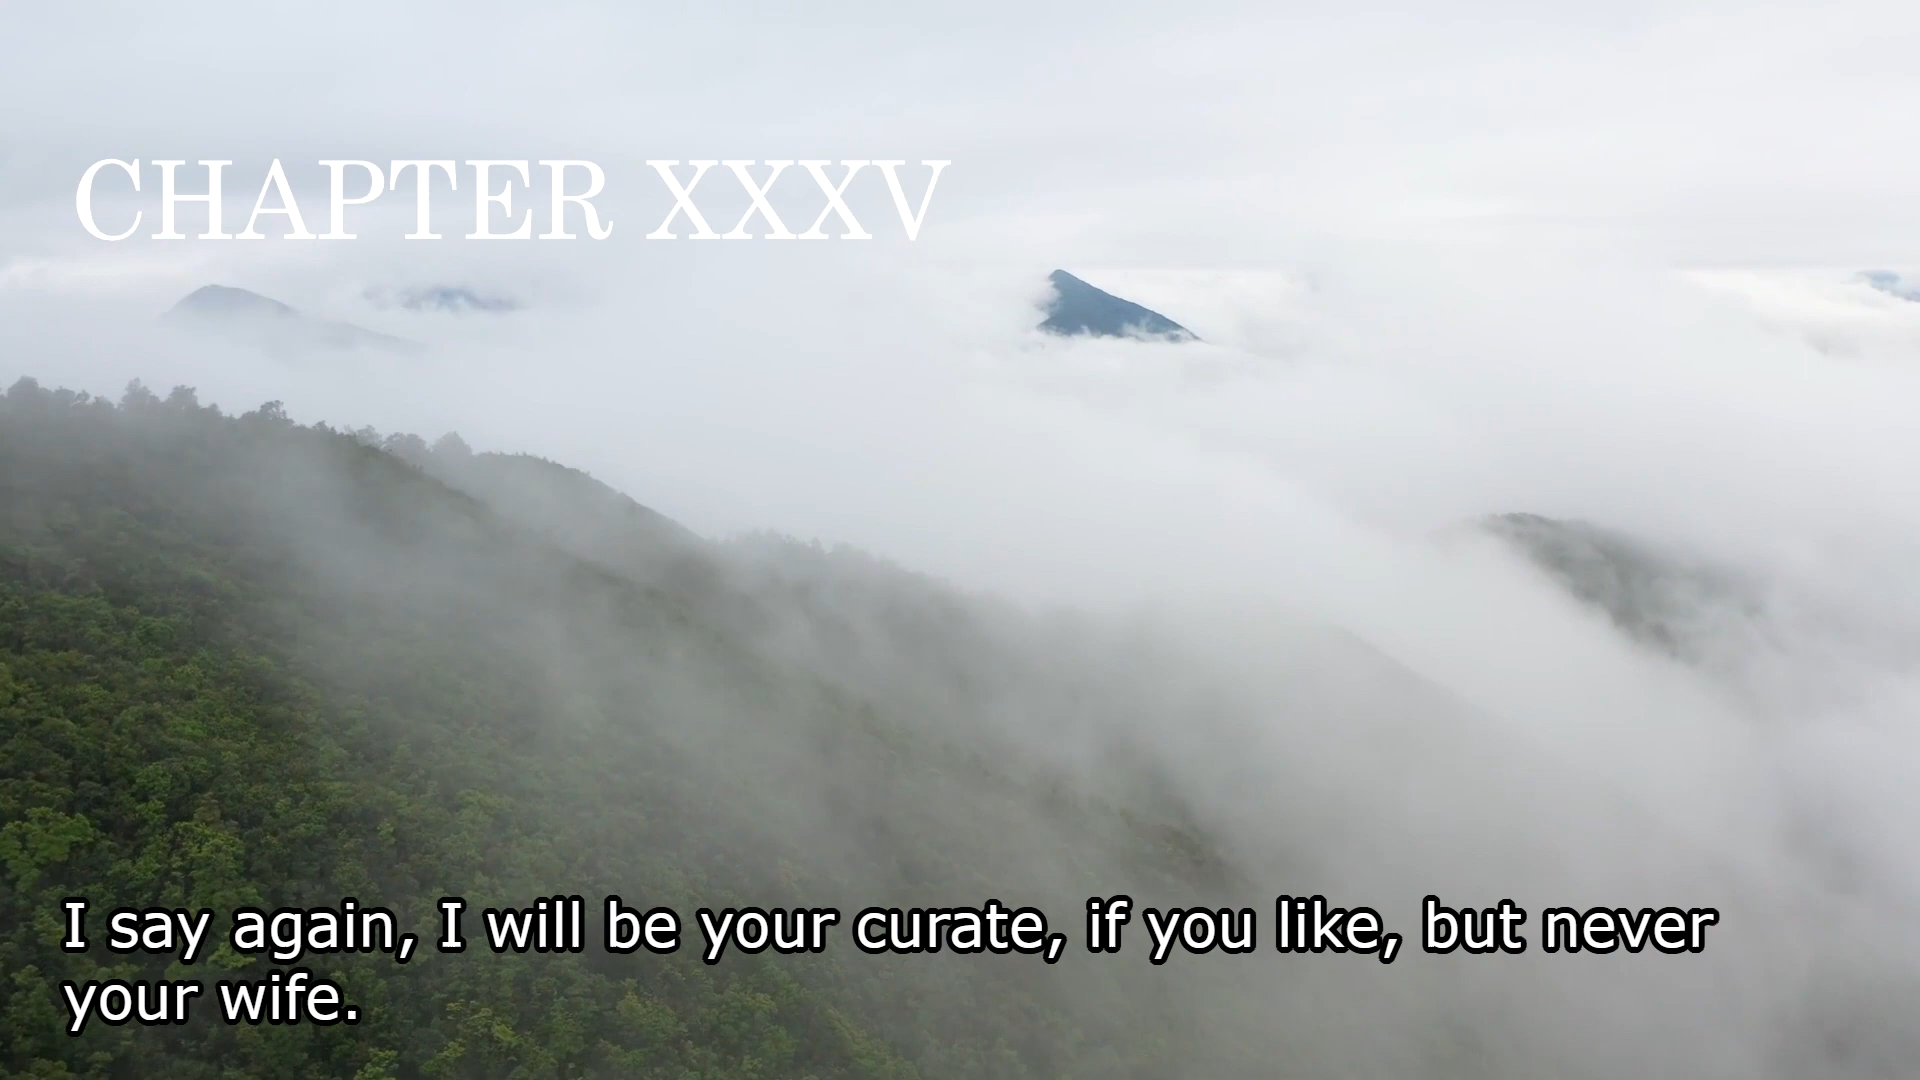 CHAPTER XXXV
I say again, I will be your curate, if you like, but never
your wife.